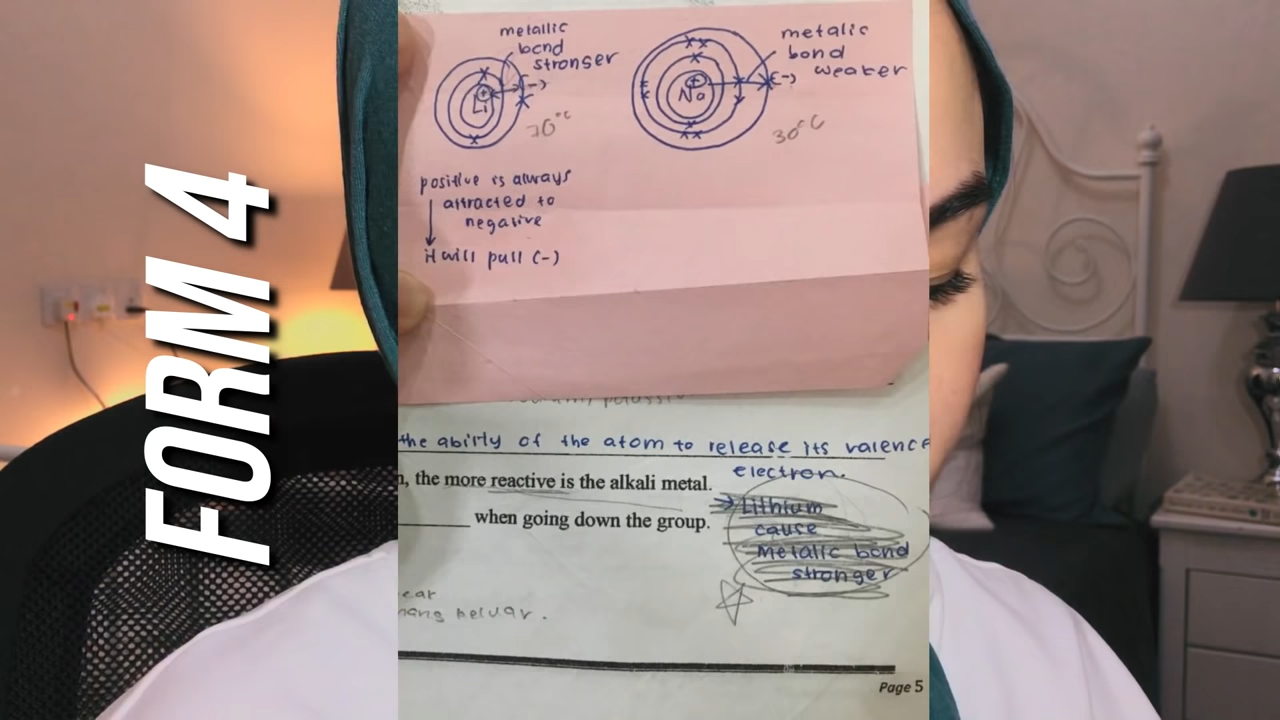 FORM 4
metallic
bond
stronger
(-)
+
Li
metalic
bond
weaker
(-)
+
Na
30°C
positive is always
attracted to
negative
it will pull (-)
the ability of the atom to release its valence
electron.
, the more reactive is the alkali metal.
when going down the group.
→ Lithium
cause
Metalic bond
stronger
Page 5